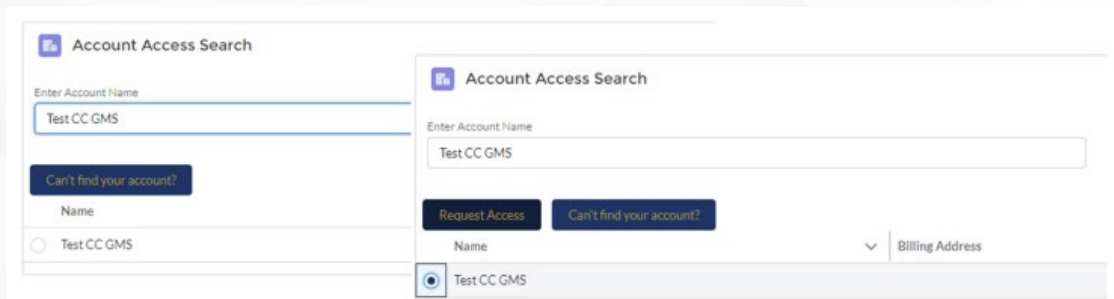 Account Access Search
Enter Account Name
Test CC GMS
Can't find your account?
Name
Test CC GMS
Account Access Search
Enter Account Name
Test CC GMS
Request Access Can't find your account?
Name Billing Address
Test CC GMS